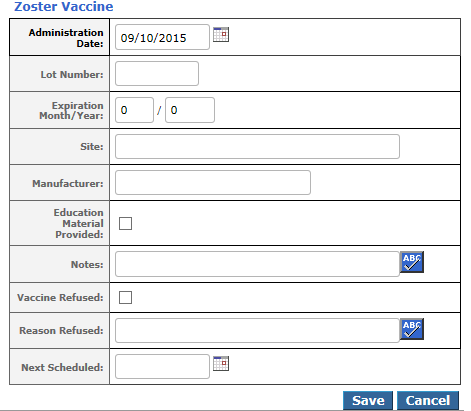 Zoster Vaccine
Administration
Date:
09/10/2015
Lot Number:
Expiration
Month/Year:
0 / 0
Site:
Manufacturer:
Education
Material
Provided:
Notes:
ABC
Vaccine Refused:
Reason Refused:
ABC
Next Scheduled:
Save Cancel